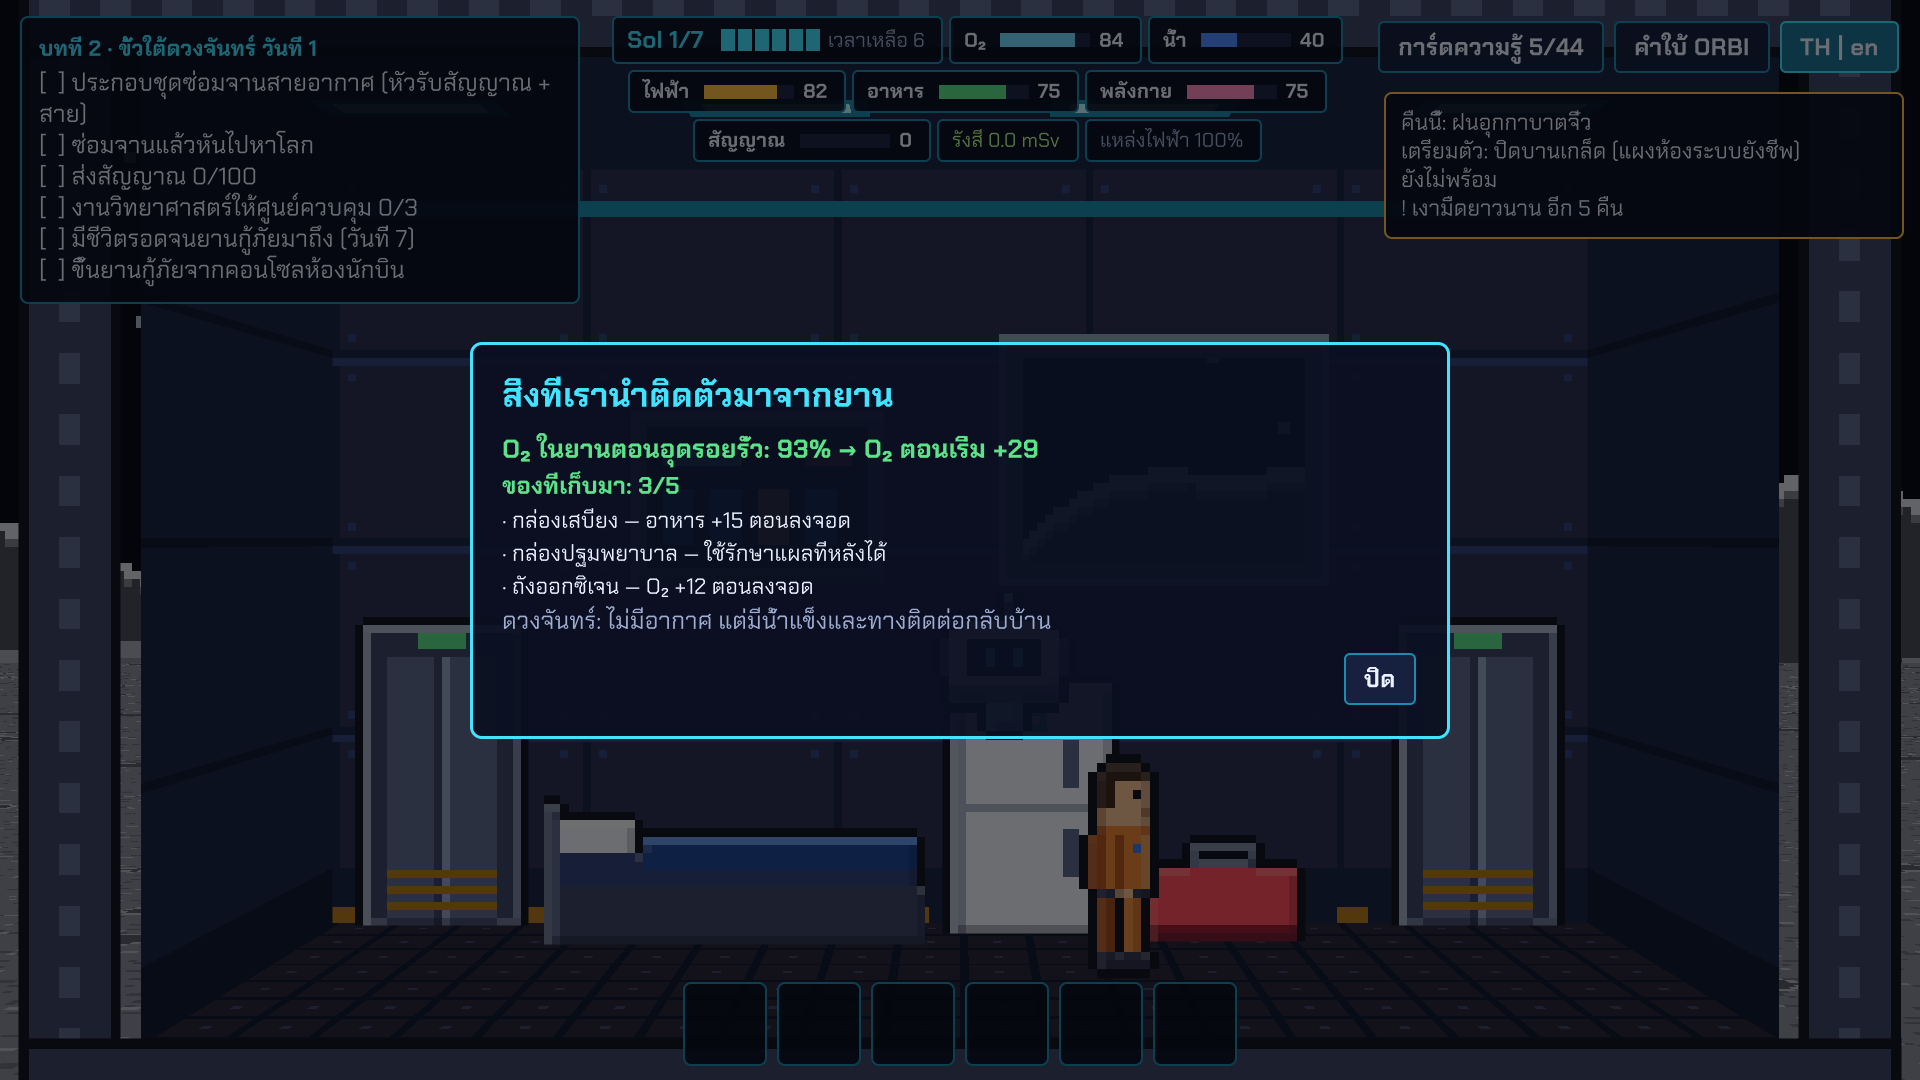 บทที่ 2 · ขั้วใต้ดวงจันทร์ วันที่ 1
[ ] ประกอบชุดซ่อมจานสายอากาศ (หัวรับสัญญาณ +
สาย)
[ ] ซ่อมจานแล้วหันไปหาโลก
[ ] ส่งสัญญาณ 0/100
[ ] งานวิทยาศาสตร์ให้ศูนย์ควบคุม 0/3
[ ] มีชีวิตรอดจนยานกู้ภัยมาถึง (วันที่ 7)
[ ] ขึ้นยานกู้ภัยจากคอนโซลห้องนักบิน
Sol 1/7 เวลาเหลือ 6
O₂ 84
น้ำ 40
ไฟฟ้า 82
อาหาร 75
พลังกาย 75
สัญญาณ 0
รังสี 0.0 mSv
แหล่งไฟฟ้า 100%
การ์ดความรู้ 5/44
คำใบ้ ORBI
TH | en
คืนนี้: ฝนอุกกาบาตจิ๋ว
เตรียมตัว: ปิดบานเกล็ด (แผงห้องระบบยังชีพ)
ยังไม่พร้อม
! เงามืดยาวนาน อีก 5 คืน
สิ่งที่เรานำติดตัวมาจากยาน
O₂ ในยานตอนอุดรอยรั่ว: 93% → O₂ ตอนเริ่ม +29
ของที่เก็บมา: 3/5
· กล่องเสบียง — อาหาร +15 ตอนลงจอด
· กล่องปฐมพยาบาล — ใช้รักษาแผลทีหลังได้
· ถังออกซิเจน — O₂ +12 ตอนลงจอด
ดวงจันทร์: ไม่มีอากาศ แต่มีน้ำแข็งและทางติดต่อกลับบ้าน
ปิด